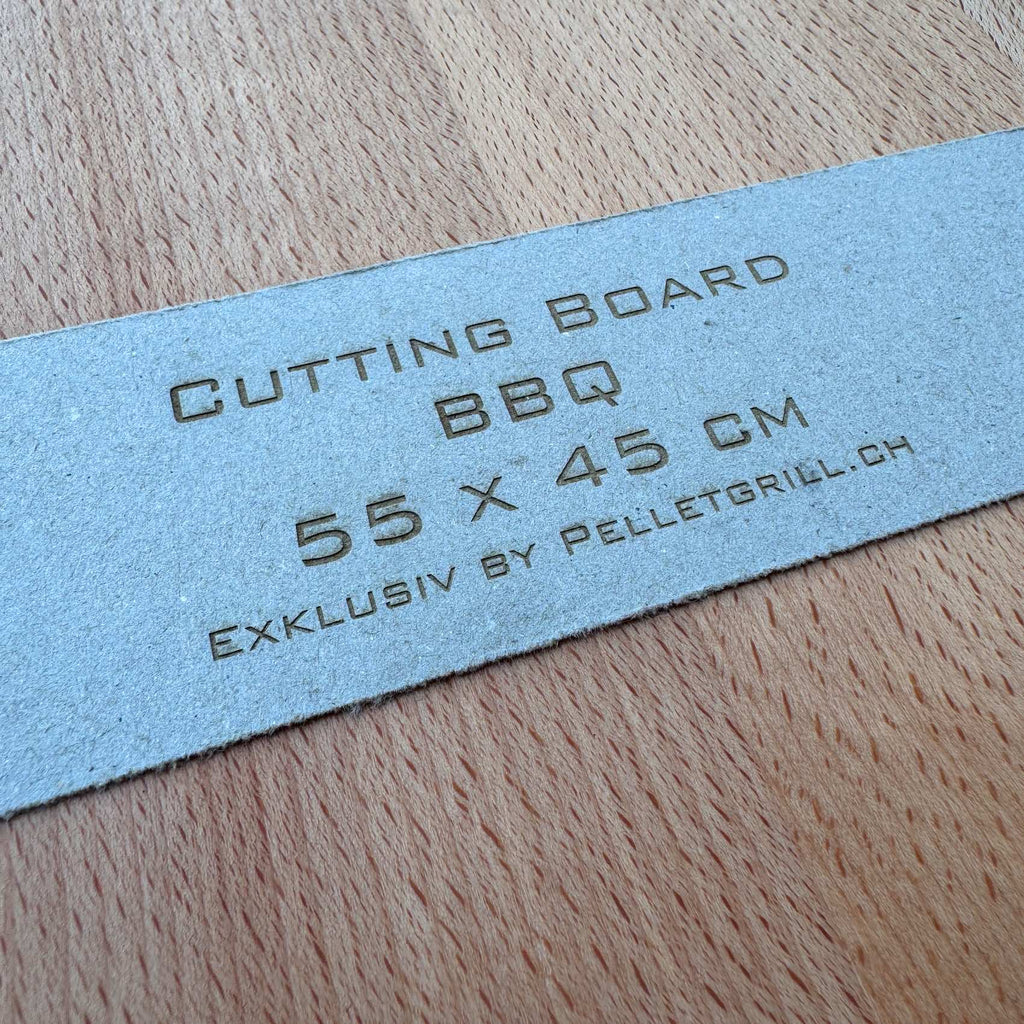 Cutting Board
BBQ
55 x 45 cm
Exklusiv by Pelletgrill.ch